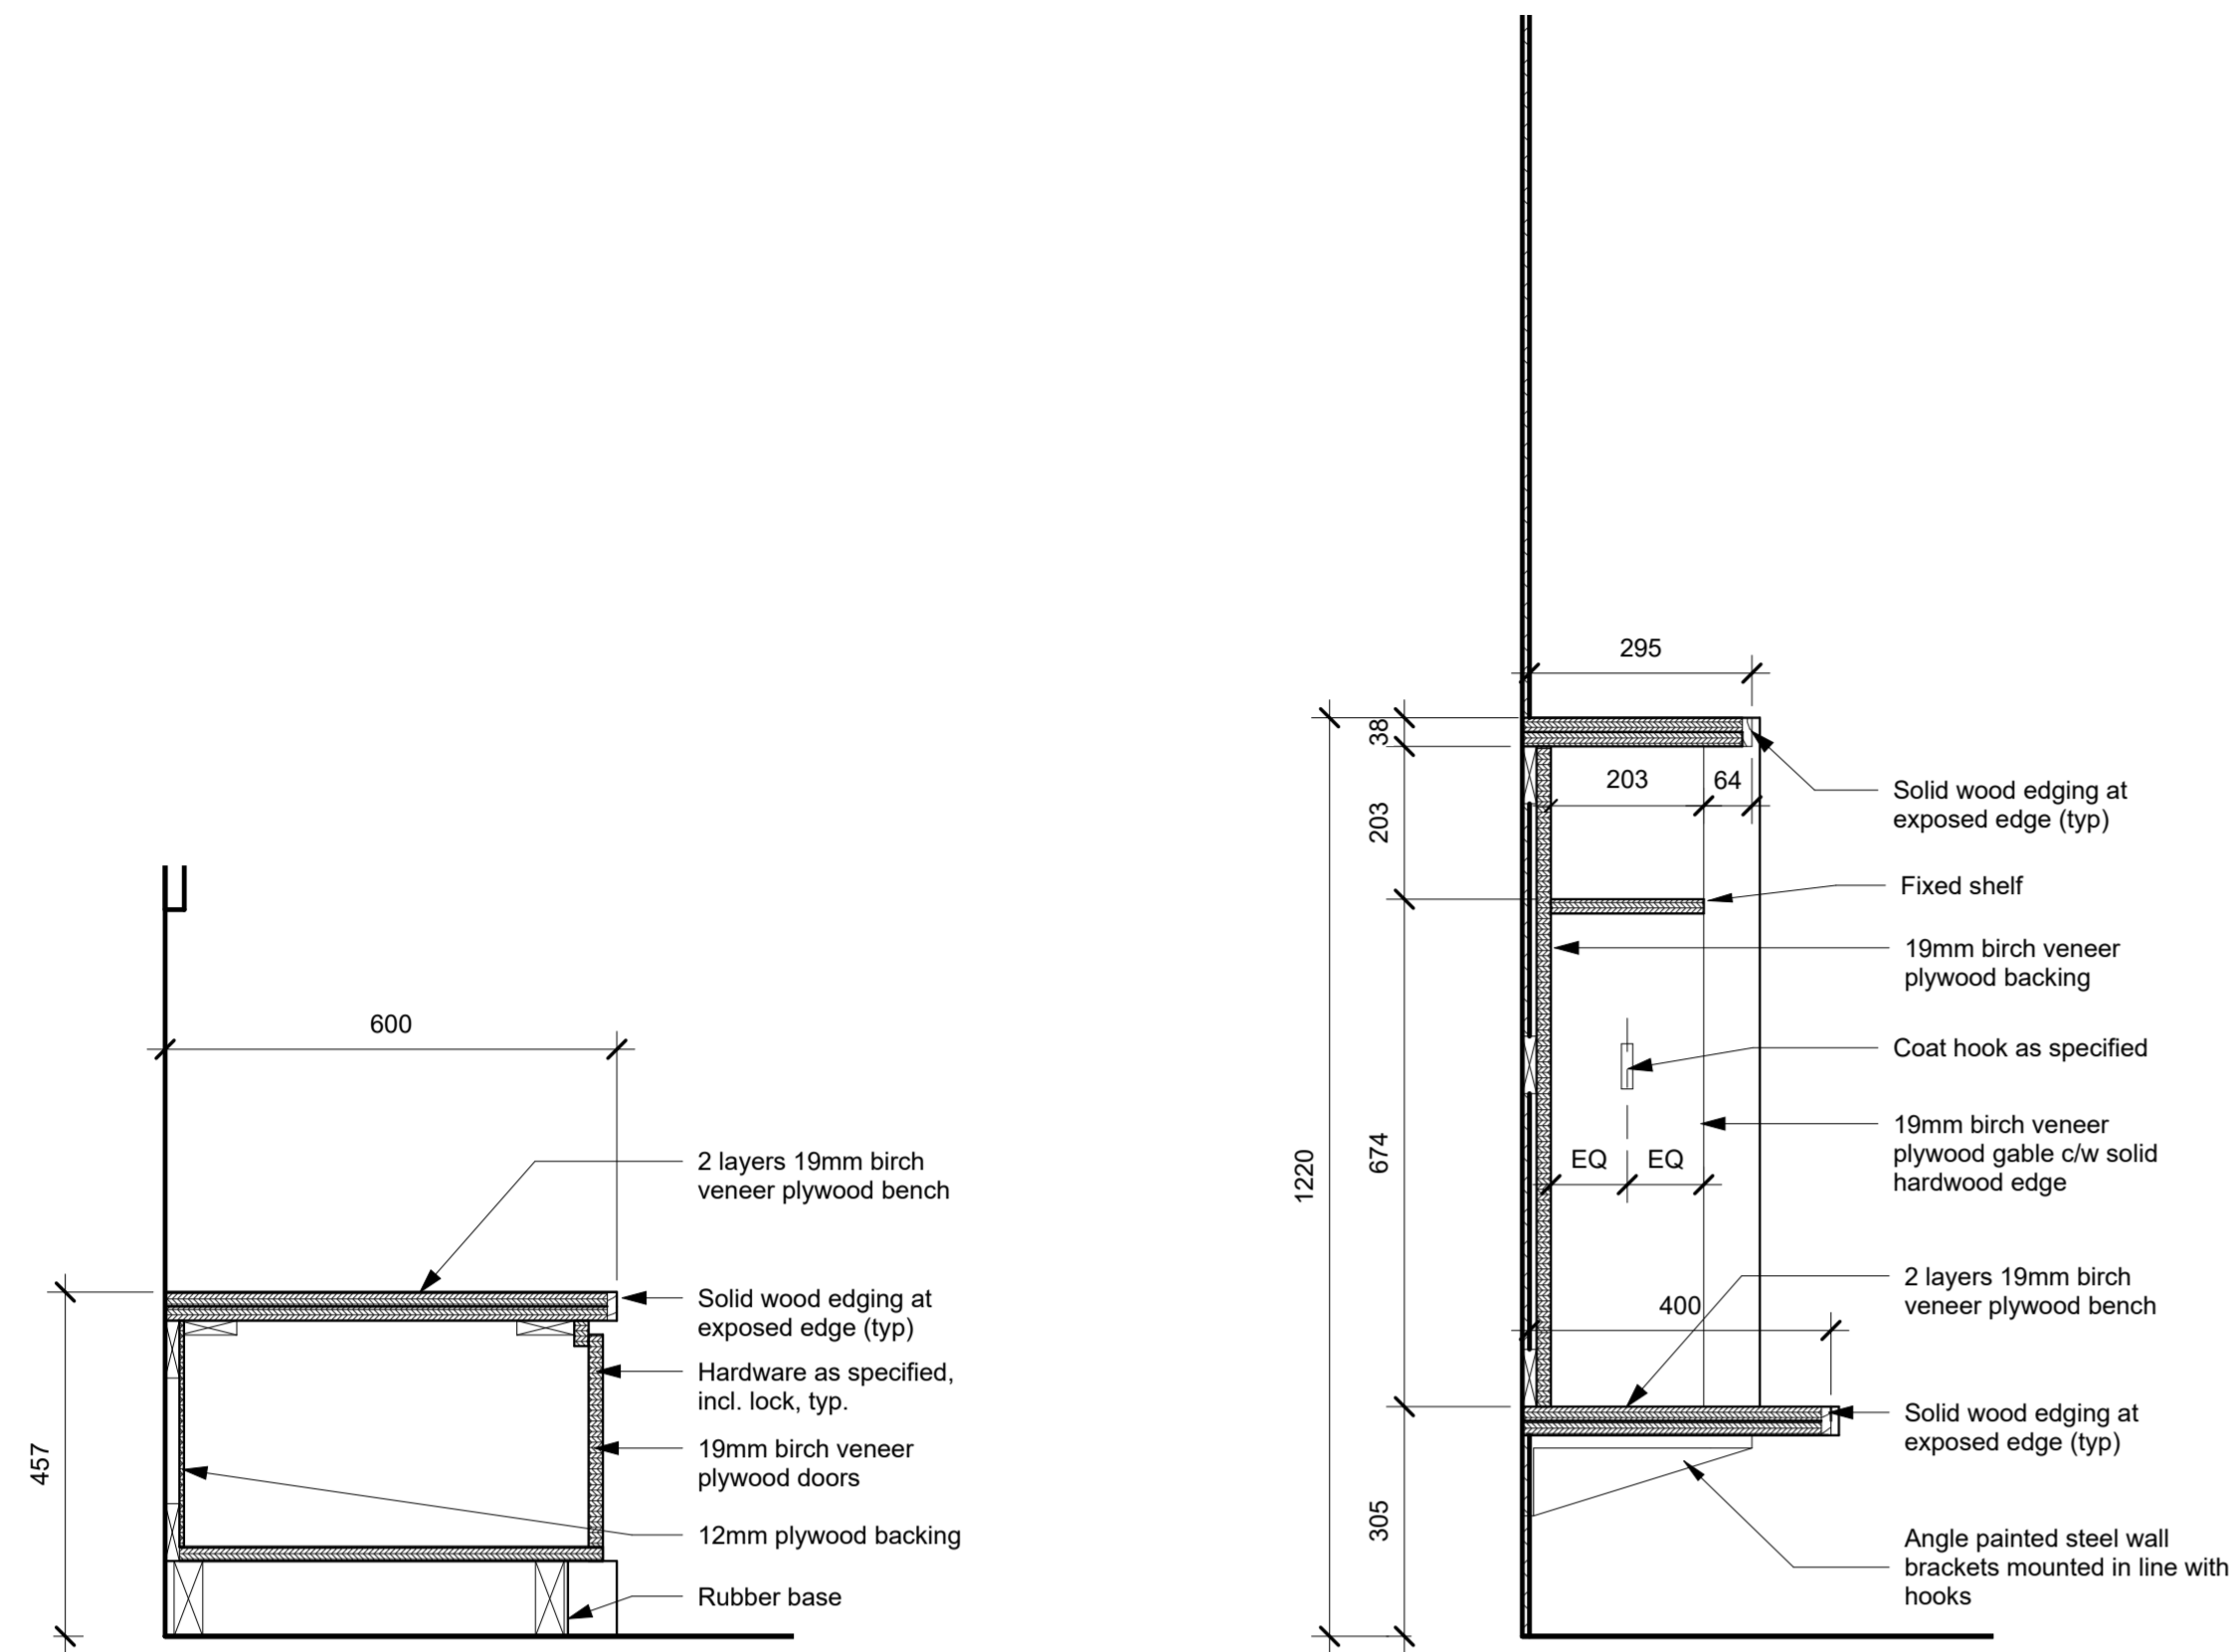 600
2 layers 19mm birch
veneer plywood bench
Solid wood edging at
exposed edge (typ)
Hardware as specified,
incl. lock, typ.
19mm birch veneer
plywood doors
12mm plywood backing
Rubber base
457
295
38
203
64
203
Solid wood edging at
exposed edge (typ)
Fixed shelf
19mm birch veneer
plywood backing
Coat hook as specified
19mm birch veneer
plywood gable c/w solid
hardwood edge
EQ
EQ
674
1220
2 layers 19mm birch
veneer plywood bench
400
Solid wood edging at
exposed edge (typ)
305
Angle painted steel wall
brackets mounted in line with
hooks